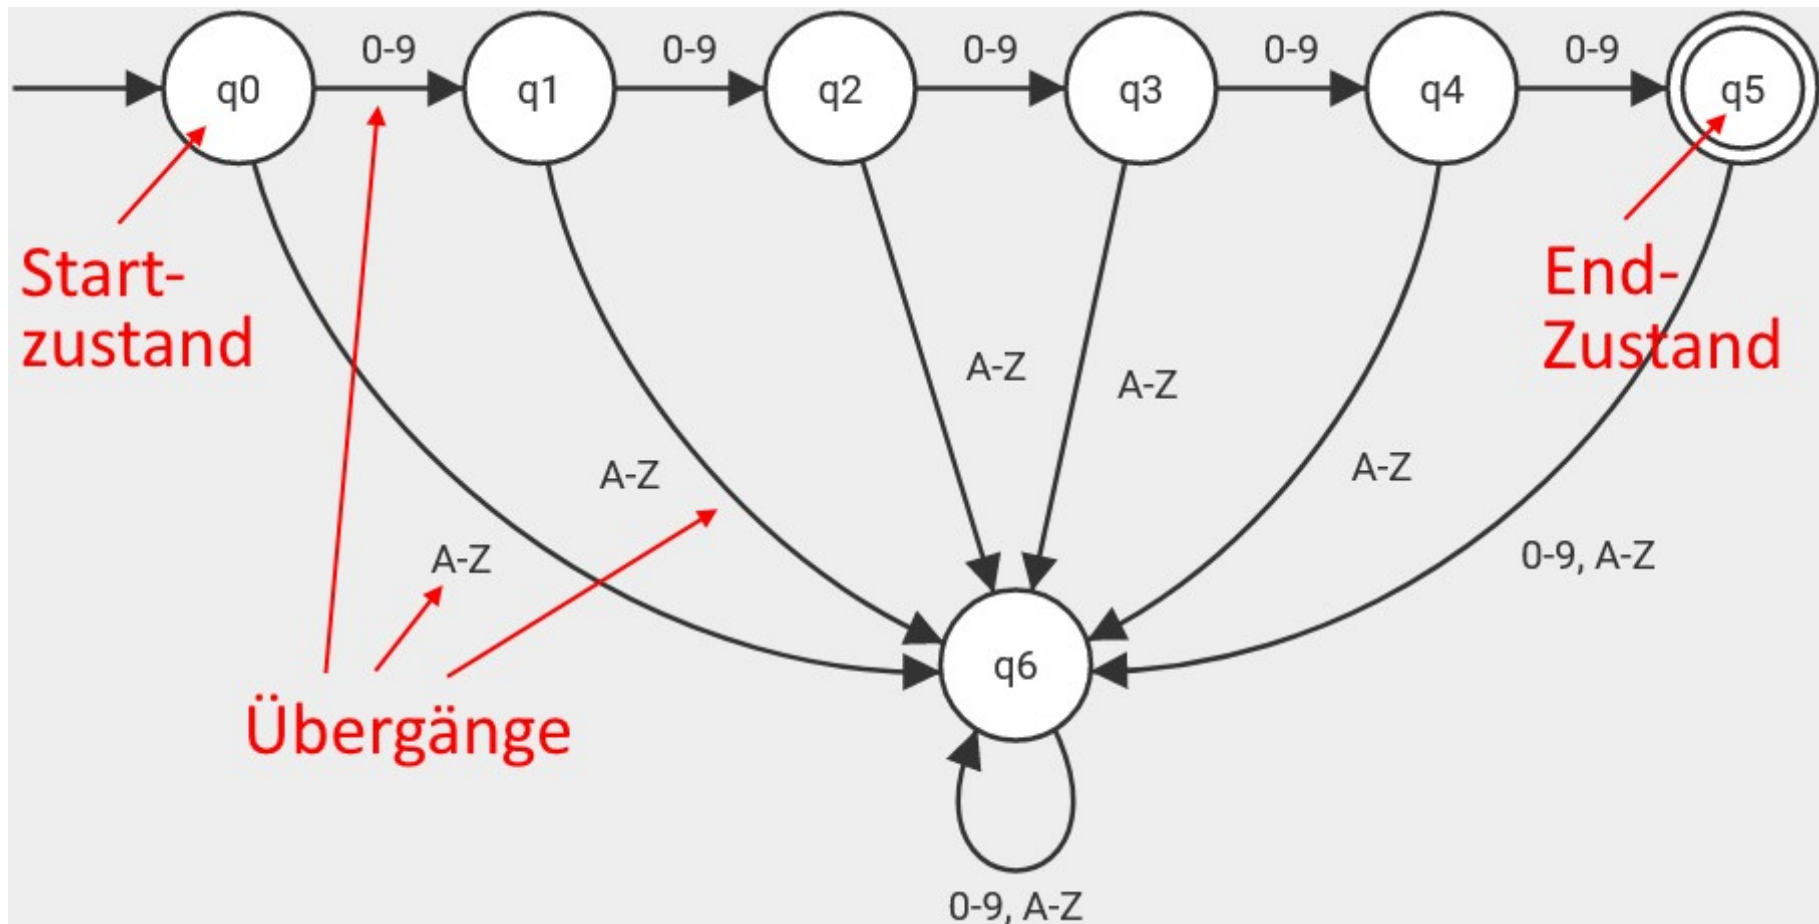 0-9
0-9
0-9
0-9
0-9
q0
q1
q2
q3
q4
q5
Start-
zustand
End-
Zustand
A-Z
A-Z
A-Z
A-Z
A-Z
0-9, A-Z
q6
Übergänge
0-9, A-Z